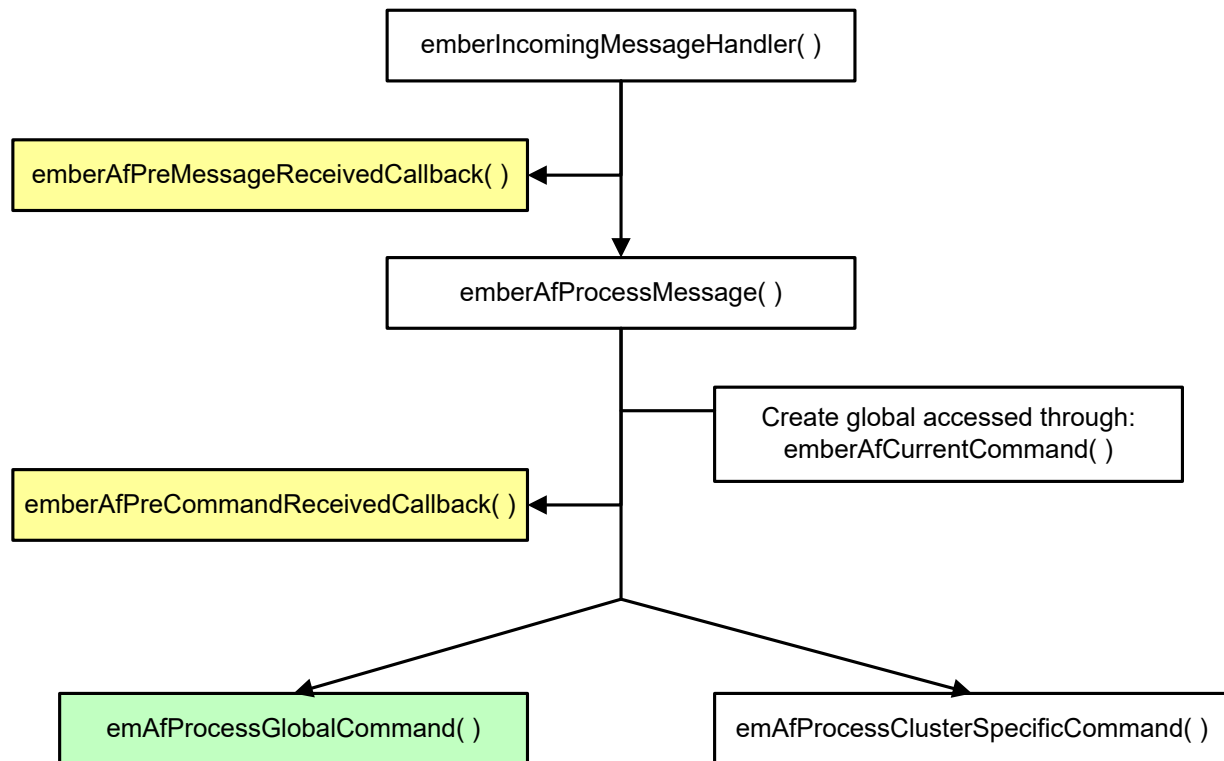 emberIncomingMessageHandler( )
emberAfPreMessageReceivedCallback( )
emberAfProcessMessage( )
Create global accessed through:
emberAfCurrentCommand( )
emberAfPreCommandReceivedCallback( )
emAfProcessGlobalCommand( )
emAfProcessClusterSpecificCommand( )